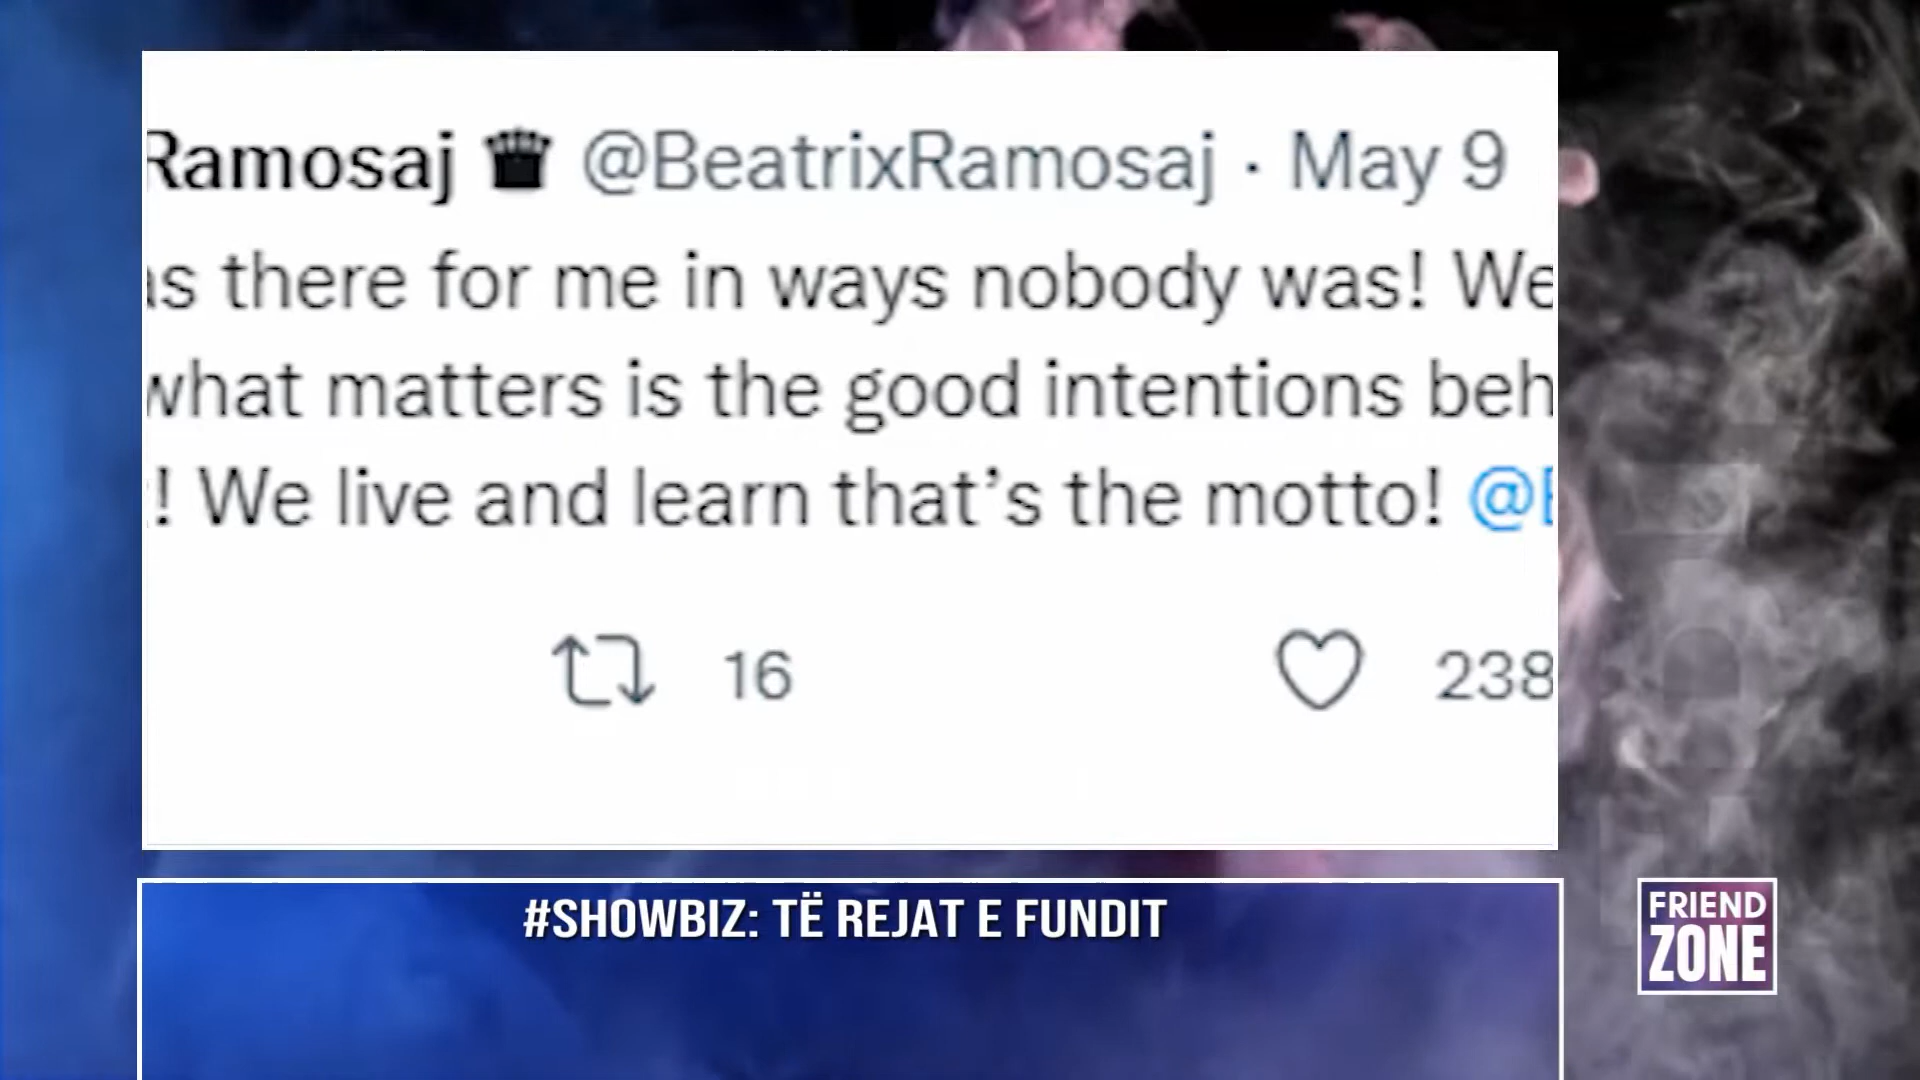 Ramosaj ♛ @BeatrixRamosaj · May 9
as there for me in ways nobody was! We
what matters is the good intentions beh
! We live and learn that's the motto! @
16 238
#SHOWBIZ: TË REJAT E FUNDIT
FRIEND
ZONE